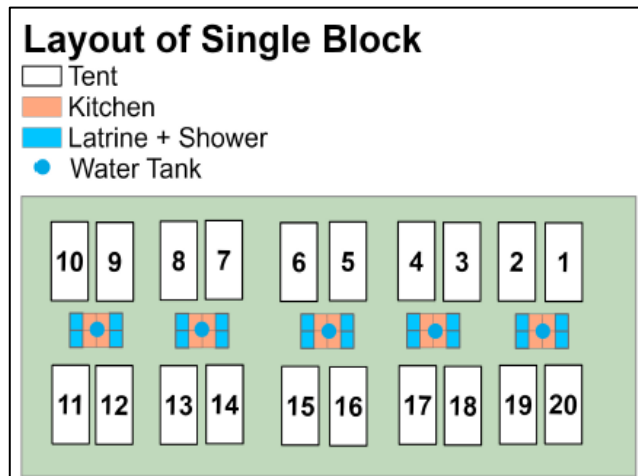 Layout of Single Block
Tent
Kitchen
Latrine + Shower
Water Tank
10 9 8 7 6 5 4 3 2 1
11 12 13 14 15 16 17 18 19 20